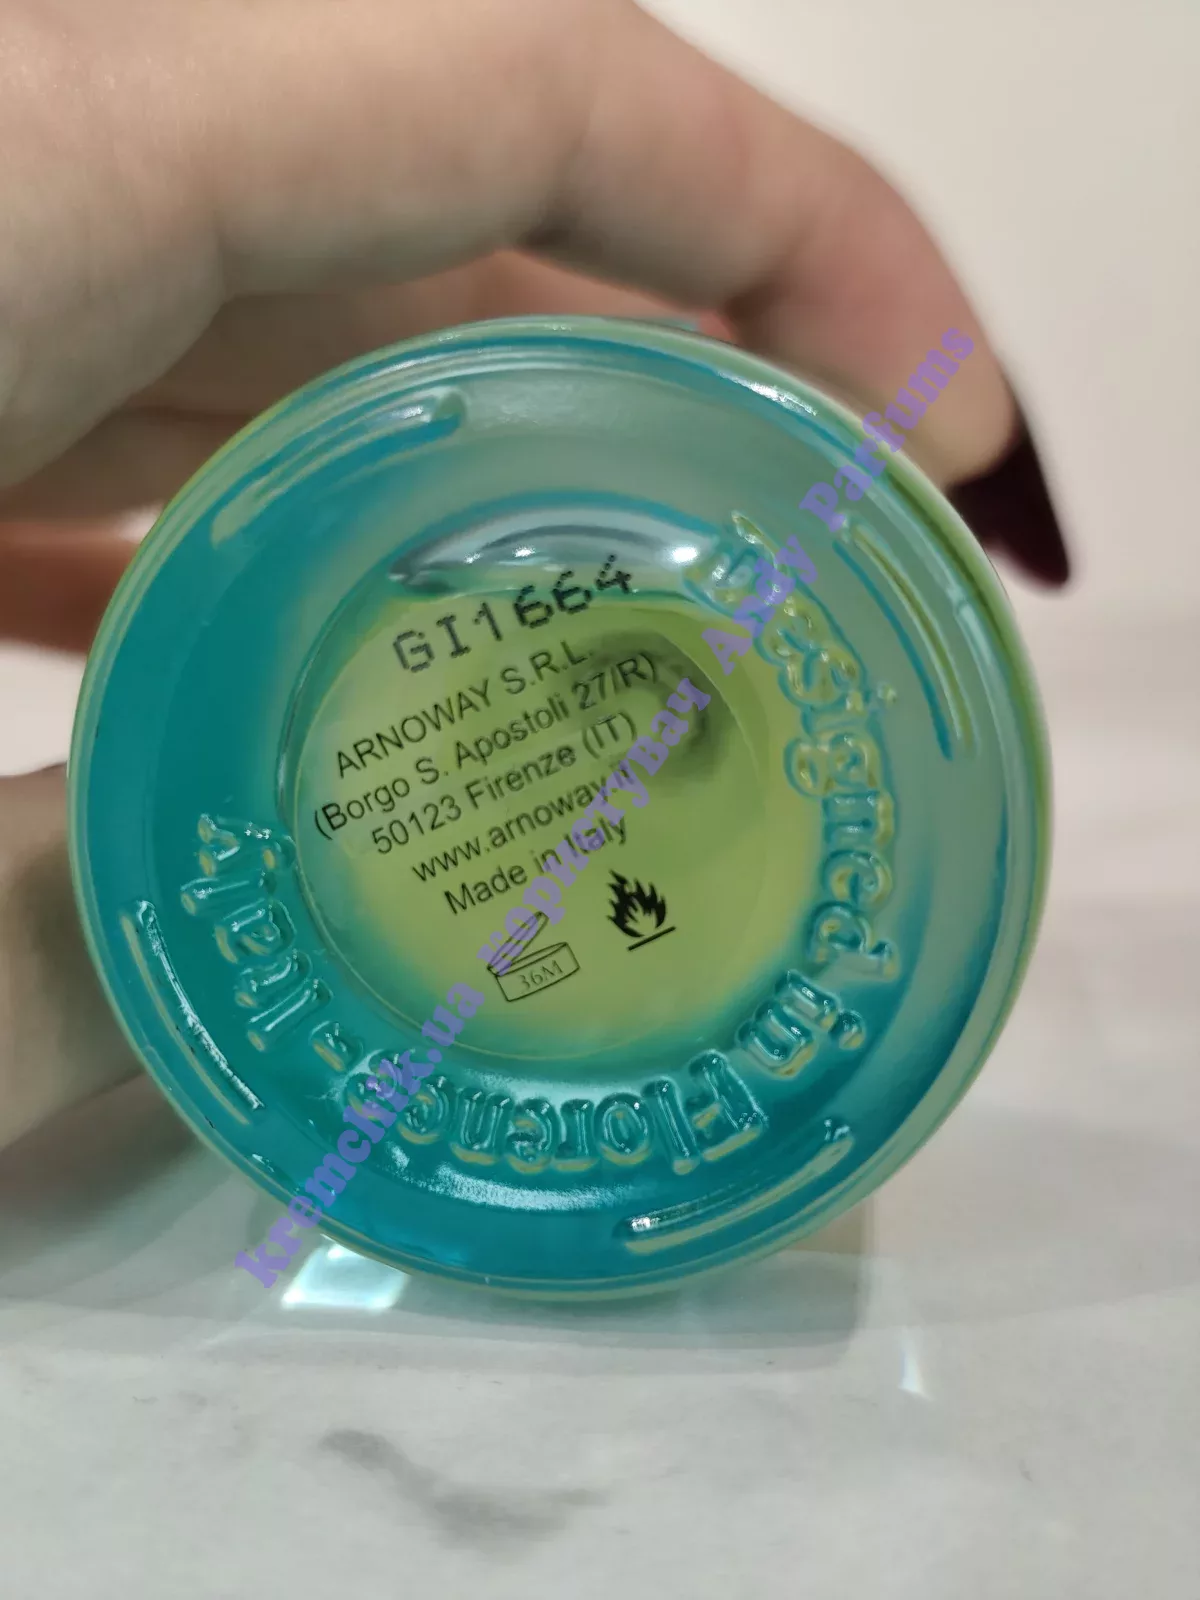 GI1664
ARNOWAY S.R.L.
(Borgo S. Apostoli 27/R)
50123 Firenze (IT)
www.arnoway.it
Made in Italy
36M
Designed in Florence - Italy
kremchik.ua копитуВач Andy Parfums